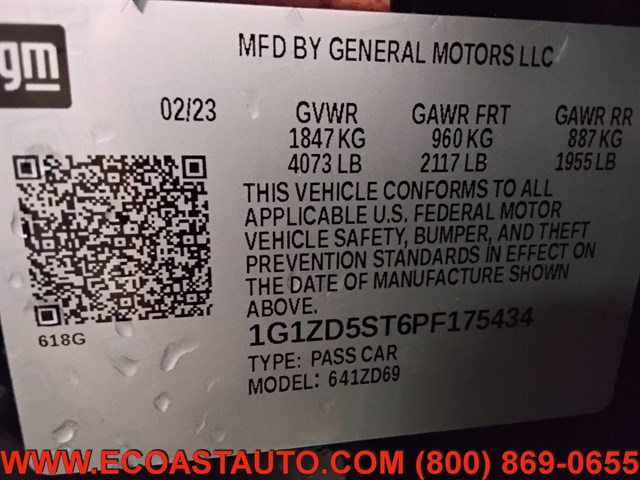 gm
MFD BY GENERAL MOTORS LLC
02/23 GVWR GAWR FRT GAWR RR
1847 KG 960 KG 887 KG
4073 LB 2117 LB 1955 LB
THIS VEHICLE CONFORMS TO ALL
APPLICABLE U.S. FEDERAL MOTOR
VEHICLE SAFETY, BUMPER, AND THEFT
PREVENTION STANDARDS IN EFFECT ON
THE DATE OF MANUFACTURE SHOWN
ABOVE.
618G
1G1ZD5ST6PF175434
TYPE: PASS CAR
MODEL: 641ZD69
WWW.ECOASTAUTO.COM (800) 869-0655